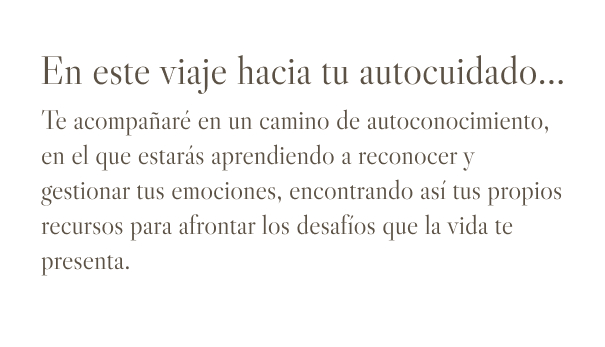 En este viaje hacia tu autocuidado...
Te acompañaré en un camino de autoconocimiento,
en el que estarás aprendiendo a reconocer y
gestionar tus emociones, encontrando así tus propios
recursos para afrontar los desafíos que la vida te
presenta.